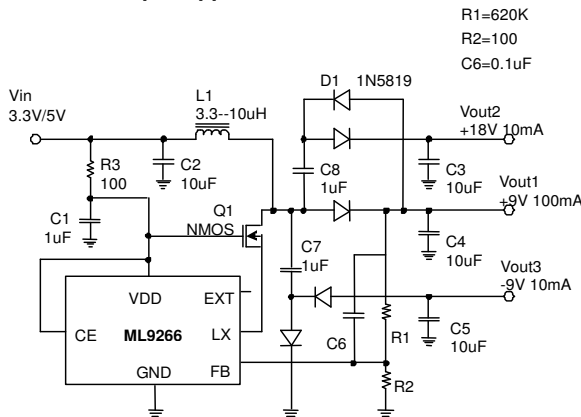 R1=620K
R2=100
C6=0.1uF
D1 1N5819
L1
3.3--10uH
Vin
3.3V/5V
Vout2
+18V 10mA
R3
100
C2
10uF
C8
1uF
C3
10uF
Q1
Vout1
+9V 100mA
C1
1uF
NMOS
C7
1uF
C4
10uF
Vout3
-9V 10mA
VDD
EXT
CE
ML9266
LX
C6
R1
C5
10uF
GND
FB
R2